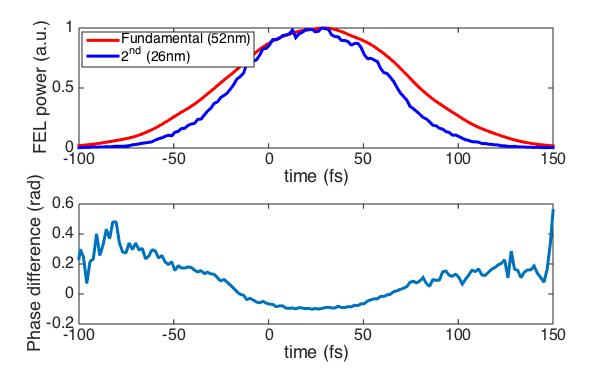 FEL power (a.u.)
1
0.5
0
Fundamental (52nm)
2nd (26nm)
-100 -50 0 50 100 150
time (fs)
Phase difference (rad)
0.6
0.4
0.2
0
-0.2
-100 -50 0 50 100 150
time (fs)